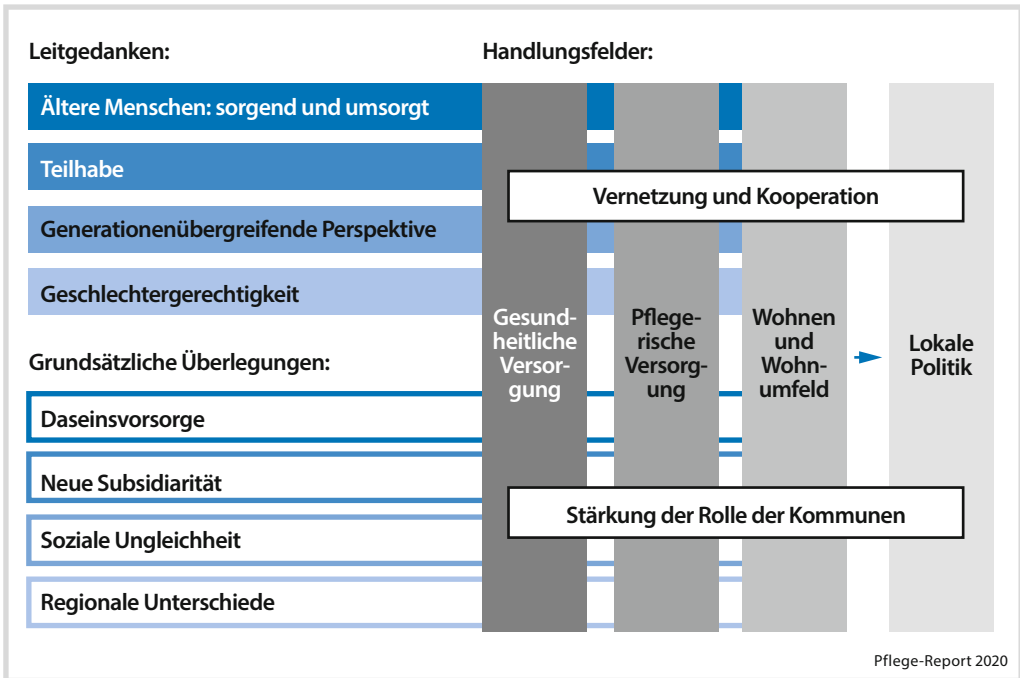 Leitgedanken:
Ältere Menschen: sorgend und umsorgt
Teilhabe
Generationenübergreifende Perspektive
Geschlechtergerechtigkeit
Grundsätzliche Überlegungen:
Daseinsvorsorge
Neue Subsidiarität
Soziale Ungleichheit
Regionale Unterschiede
Handlungsfelder:
Vernetzung und Kooperation
Gesund-
heitliche
Versor-
gung
Pflege-
rische
Versorg-
ung
Wohnen
und
Wohn-
umfeld
Lokale
Politik
Stärkung der Rolle der Kommunen
Pflege-Report 2020